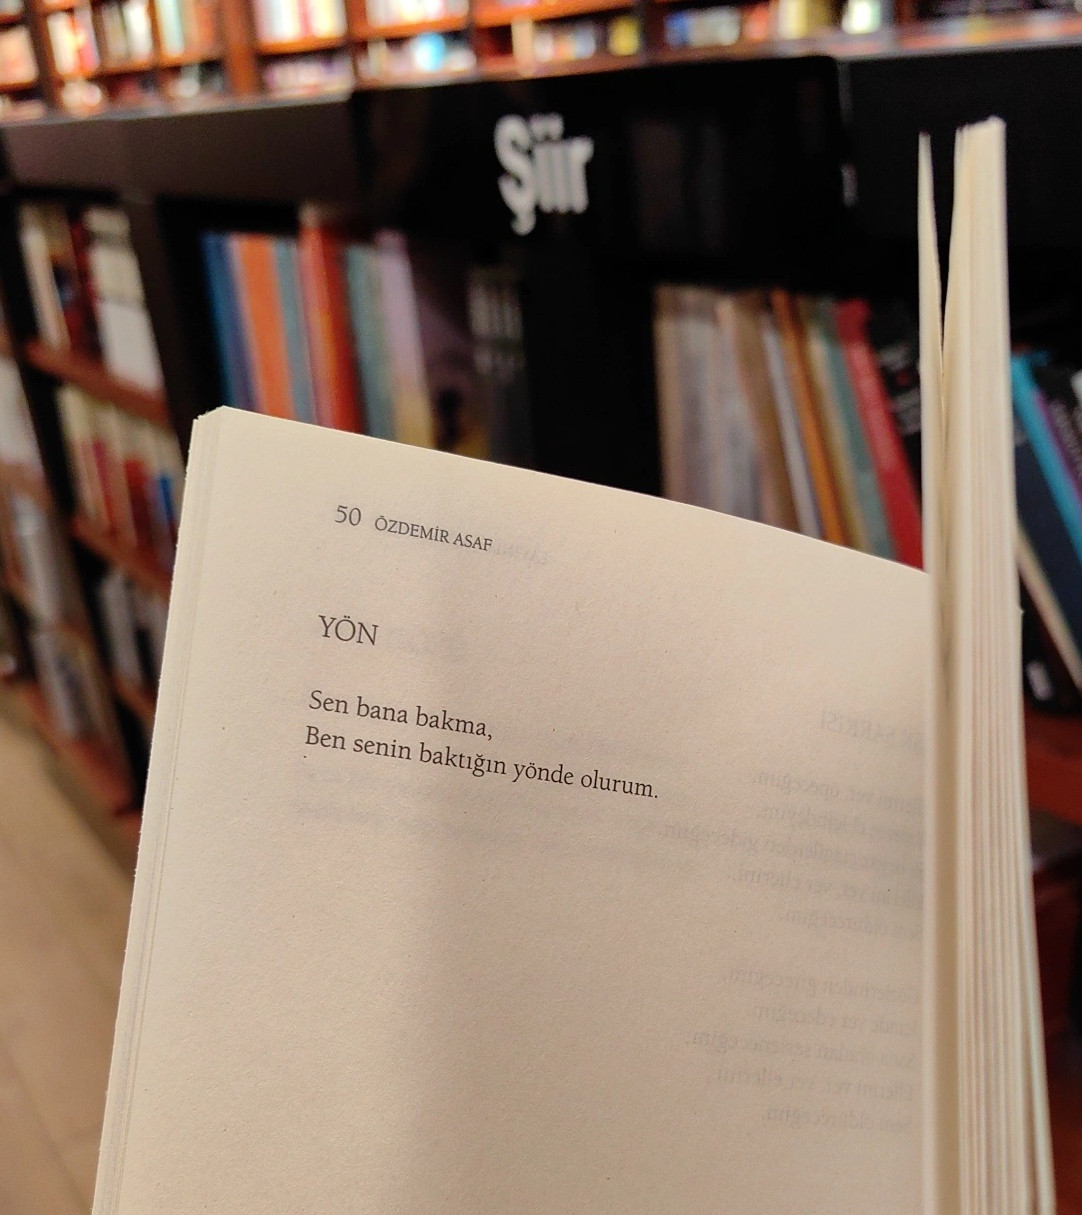 Şiir
50 ÖZDEMİR ASAF
YÖN
Sen bana bakma,
Ben senin baktığın yönde olurum.